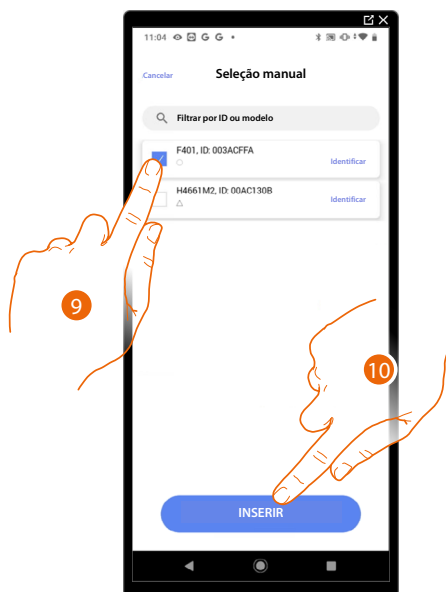 11:04 G G
Cancelar Seleção manual
Filtrar por ID ou modelo
F401, ID: 003ACFFA
Identificar
H4661M2, ID: 00AC130B
Identificar
9
10
INSERIR